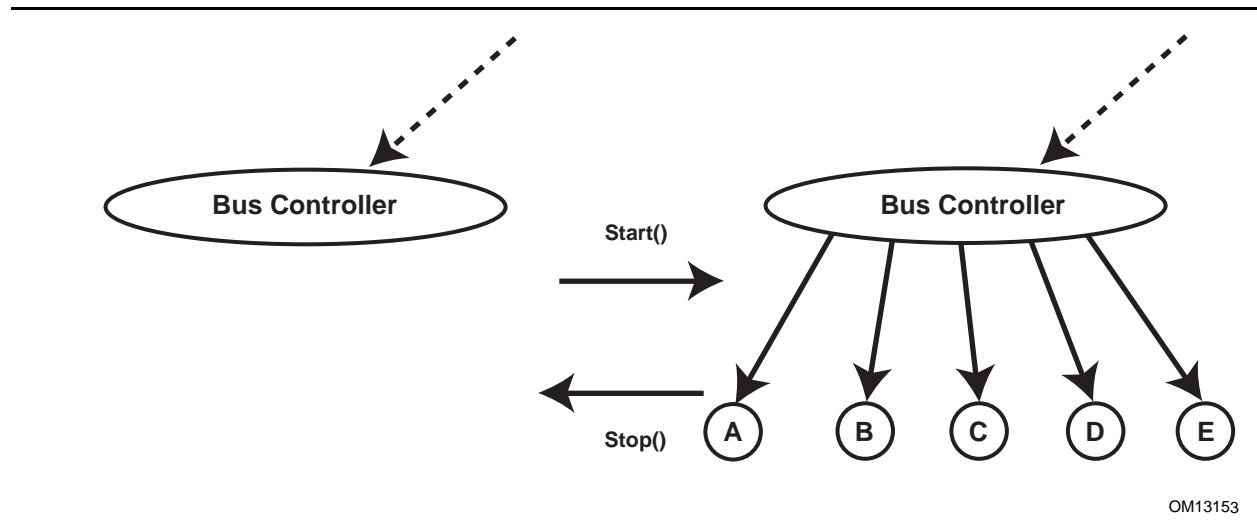 Bus Controller
Bus Controller
Start()
Stop()
A
B
C
D
E
OM13153